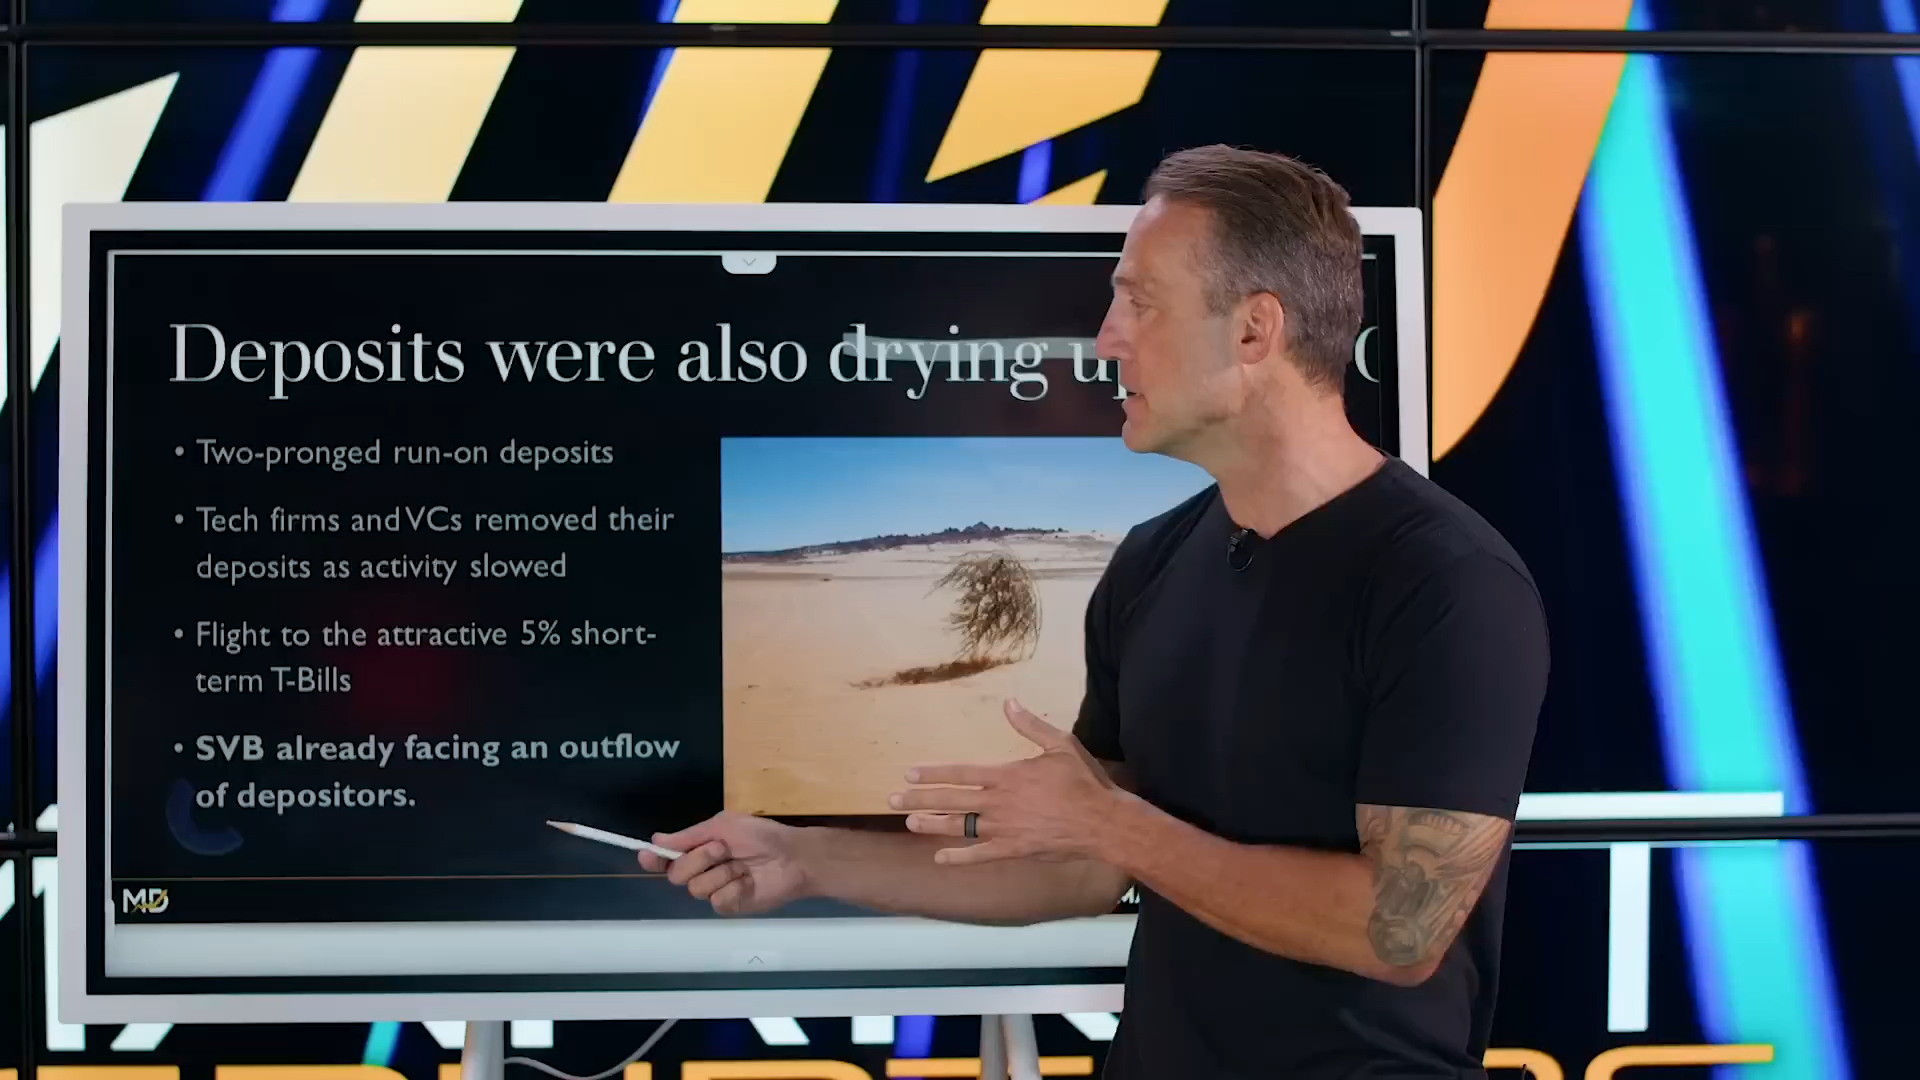 Deposits were also drying
• Two-pronged run-on deposits
• Tech firms and VCs removed their
deposits as activity slowed
• Flight to the attractive 5% short-
term T-Bills
• SVB already facing an outflow
of depositors.
MD